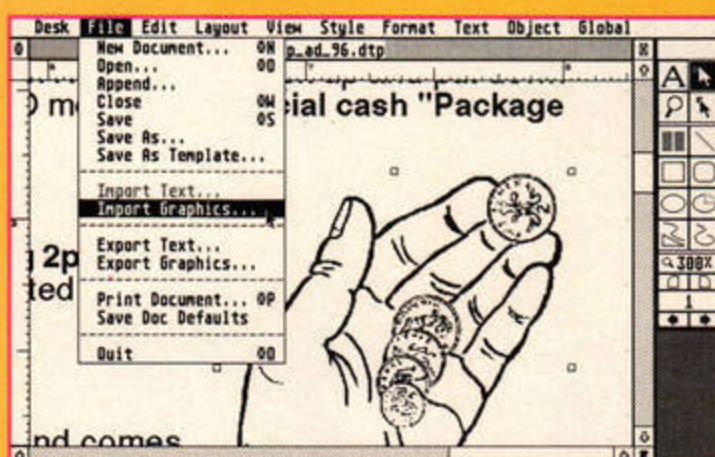 Desk File Edit Layout View Style Format Text Object Global
p_ad_96.dtp
New Document... ◊N
Open... ◊O
Append...
Close ◊W
Save ◊S
Save As...
Save As Template...
Import Text...
Import Graphics...
Export Text...
Export Graphics...
Print Document... ◊P
Save Doc Defaults
Quit ◊Q
ial cash "Package
2p
ted
nd comes
A
300%
1